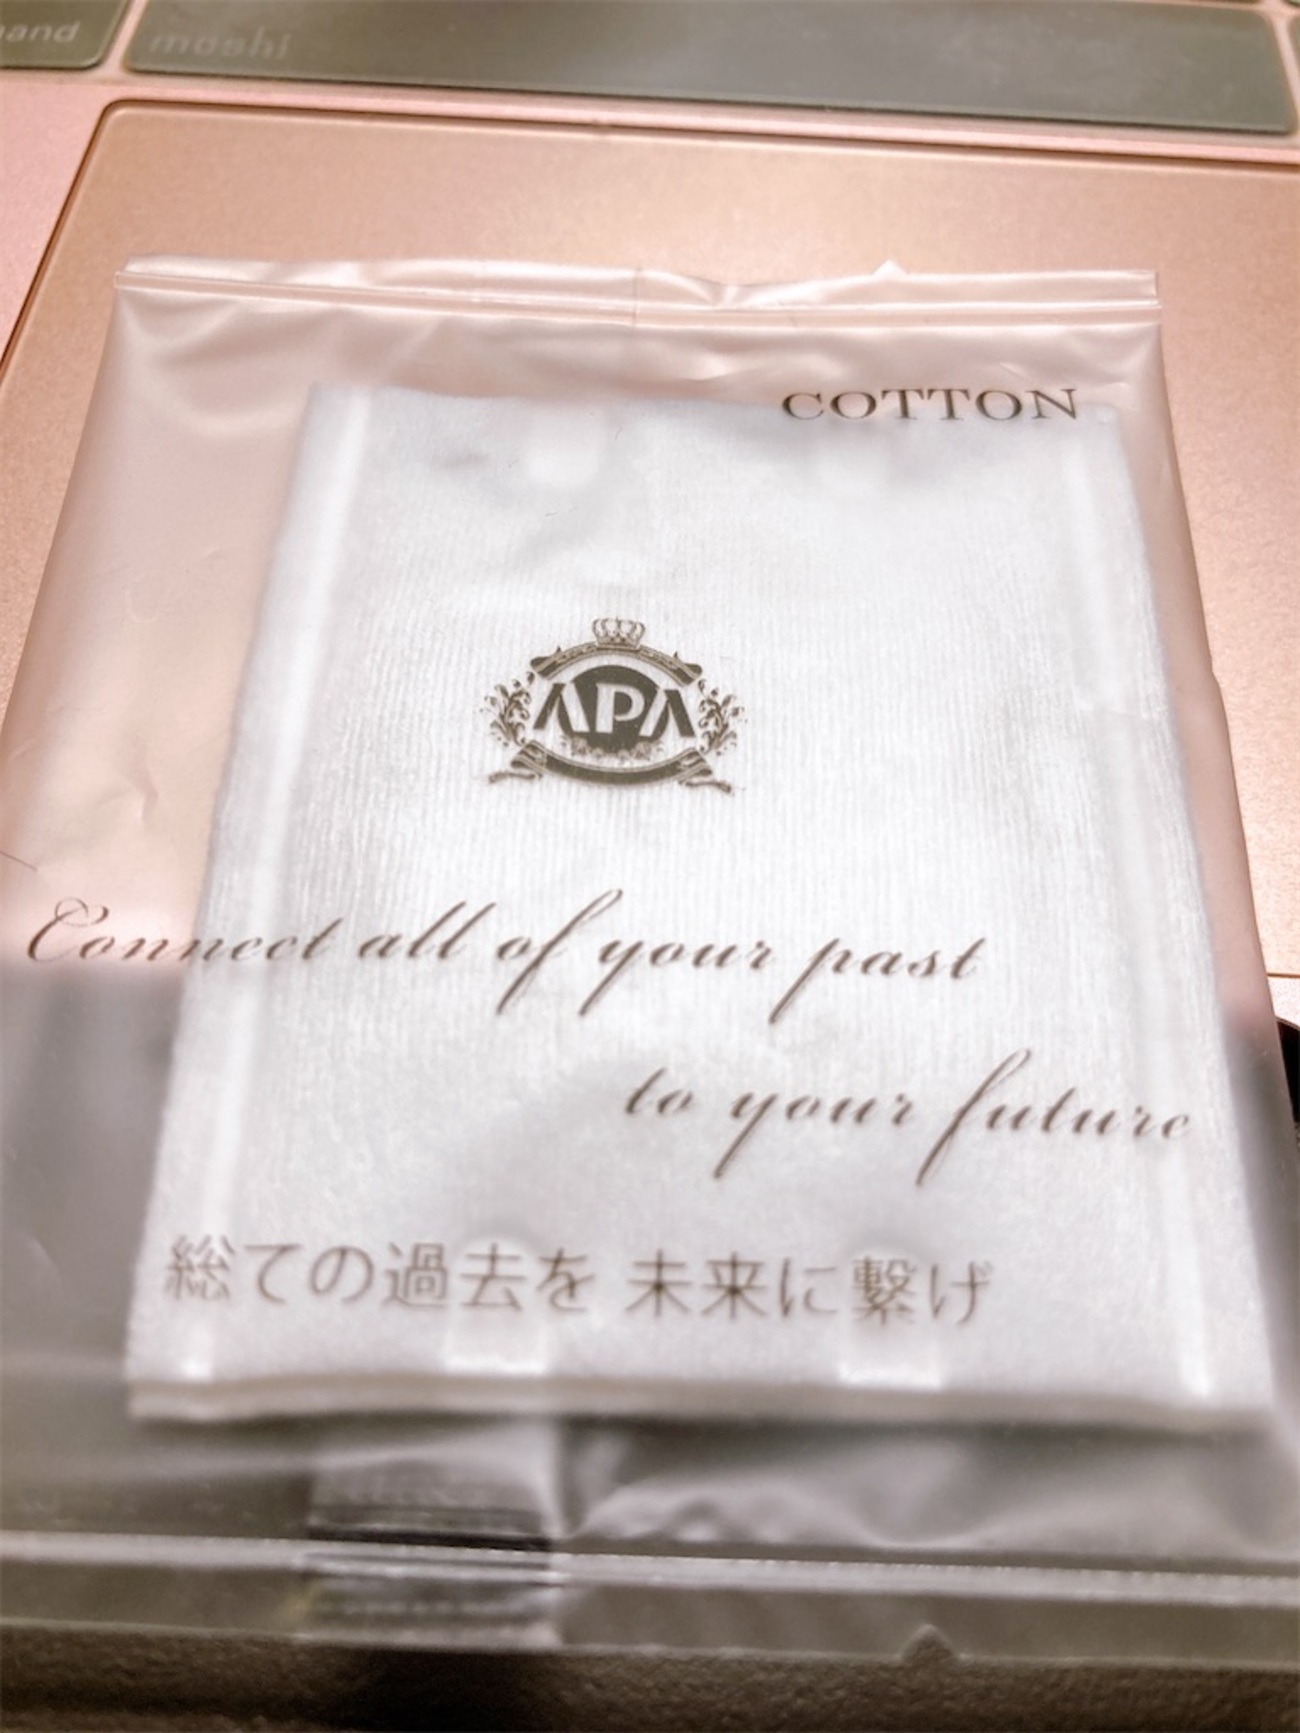 and
moshi
COTTON
APA
Connect all of your past
to your future
総ての過去を 未来に繋げ